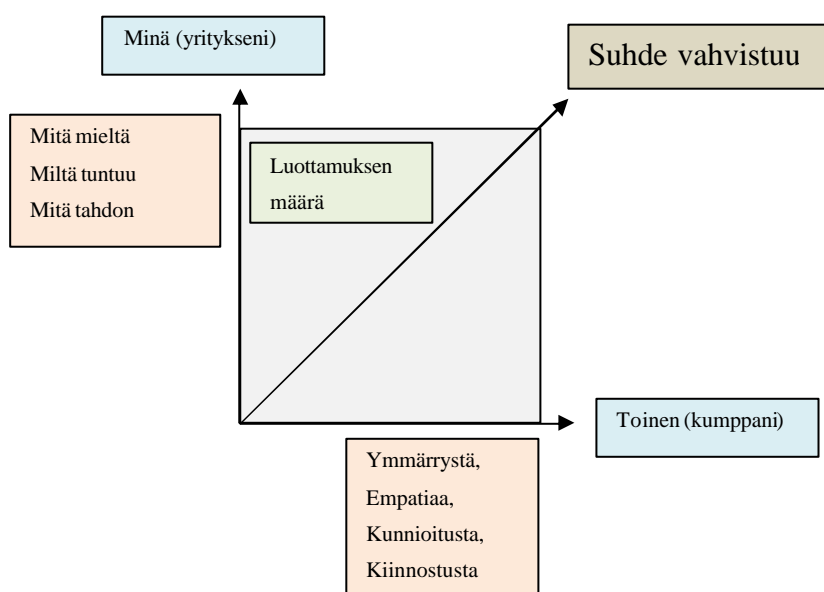 Minä (yritykseni)
Suhde vahvistuu
Mitä mieltä
Miltä tuntuu
Mitä tahdon
Luottamuksen
määrä
Toinen (kumppani)
Ymmärrystä,
Empatiaa,
Kunnioitusta,
Kiinnostusta